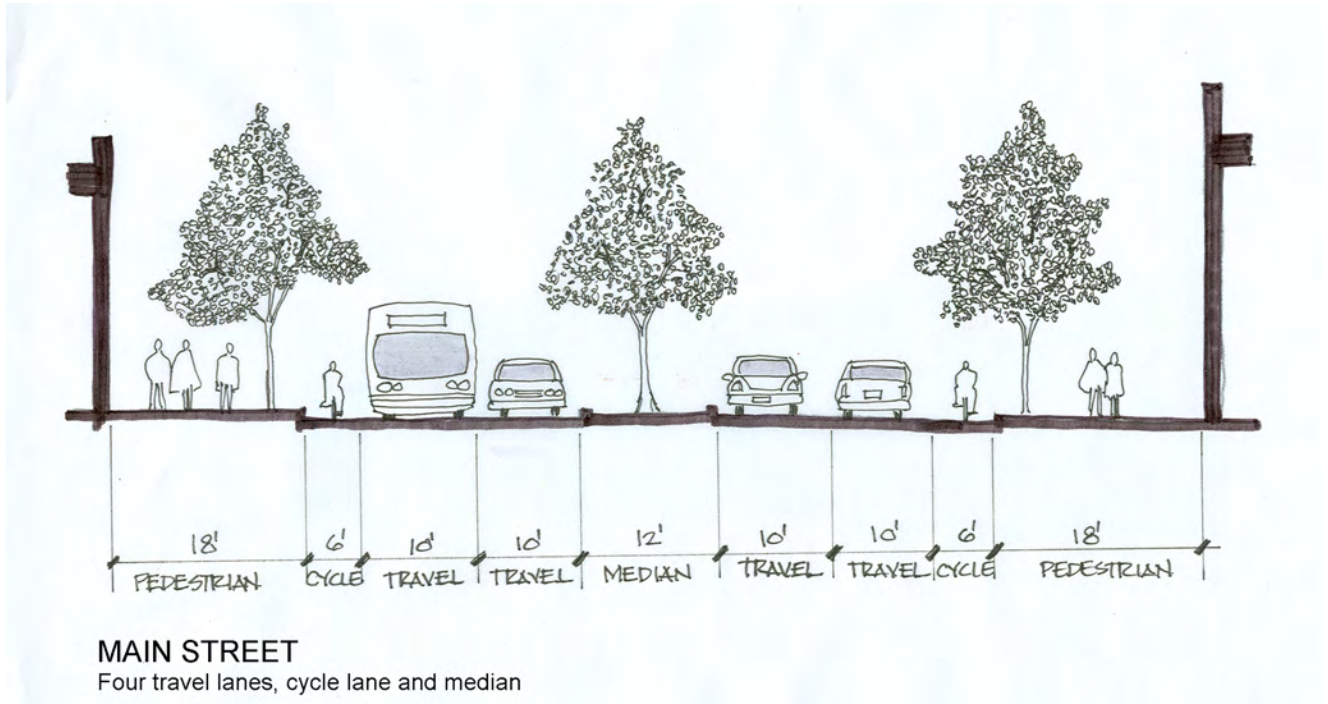 18' 6' 10' 10' 12' 10' 10' 6' 18'
PEDESTRIAN CYCLE TRAVEL TRAVEL MEDIAN TRAVEL TRAVEL CYCLE PEDESTRIAN
MAIN STREET
Four travel lanes, cycle lane and median